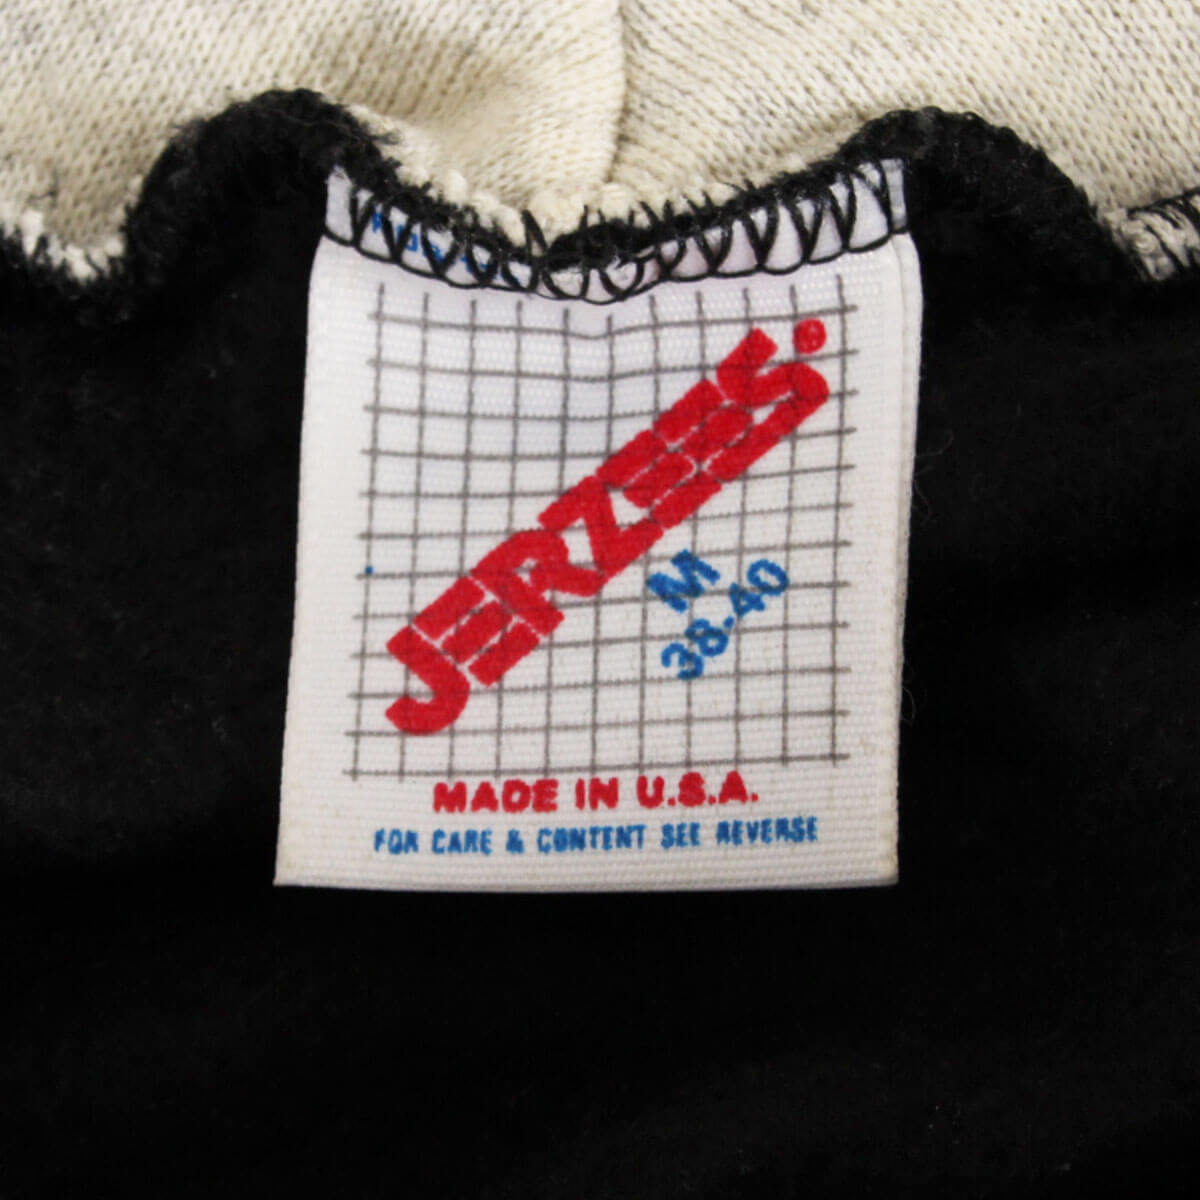 JERZEES.
M
38-40
MADE IN U.S.A.
FOR CARE & CONTENT SEE REVERSE